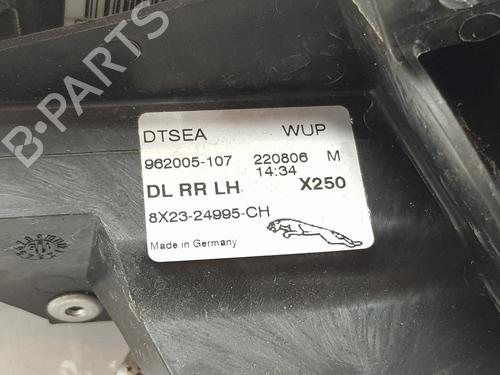 B-PARTS
DTSEA WUP
962005-107 220806 M
14:34
DL RR LH X250
8X23-24995-CH
Made in Germany